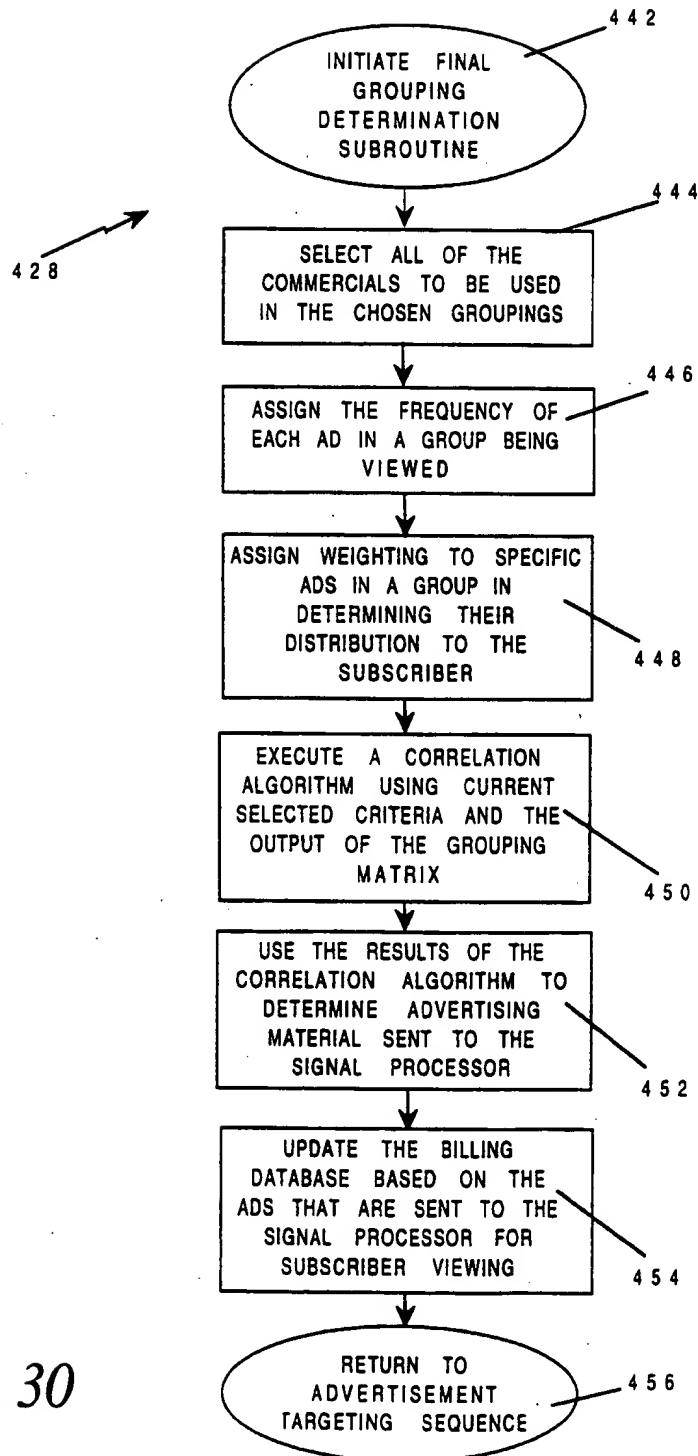 442
INITIATE FINAL
GROUPING
DETERMINATION
SUBROUTINE
444
428
SELECT ALL OF THE
COMMERCIALS TO BE USED
IN THE CHOSEN GROUPINGS
446
ASSIGN THE FREQUENCY OF
EACH AD IN A GROUP BEING
VIEWED
ASSIGN WEIGHTING TO SPECIFIC
ADS IN A GROUP IN
DETERMINING THEIR
DISTRIBUTION TO THE
SUBSCRIBER
448
EXECUTE A CORRELATION
ALGORITHM USING CURRENT
SELECTED CRITERIA AND THE
OUTPUT OF THE GROUPING
MATRIX
450
USE THE RESULTS OF THE
CORRELATION ALGORITHM TO
DETERMINE ADVERTISING
MATERIAL SENT TO THE
SIGNAL PROCESSOR
452
UPDATE THE BILLING
DATABASE BASED ON THE
ADS THAT ARE SENT TO THE
SIGNAL PROCESSOR FOR
SUBSCRIBER VIEWING
454
RETURN TO
ADVERTISEMENT
TARGETING SEQUENCE
456
30